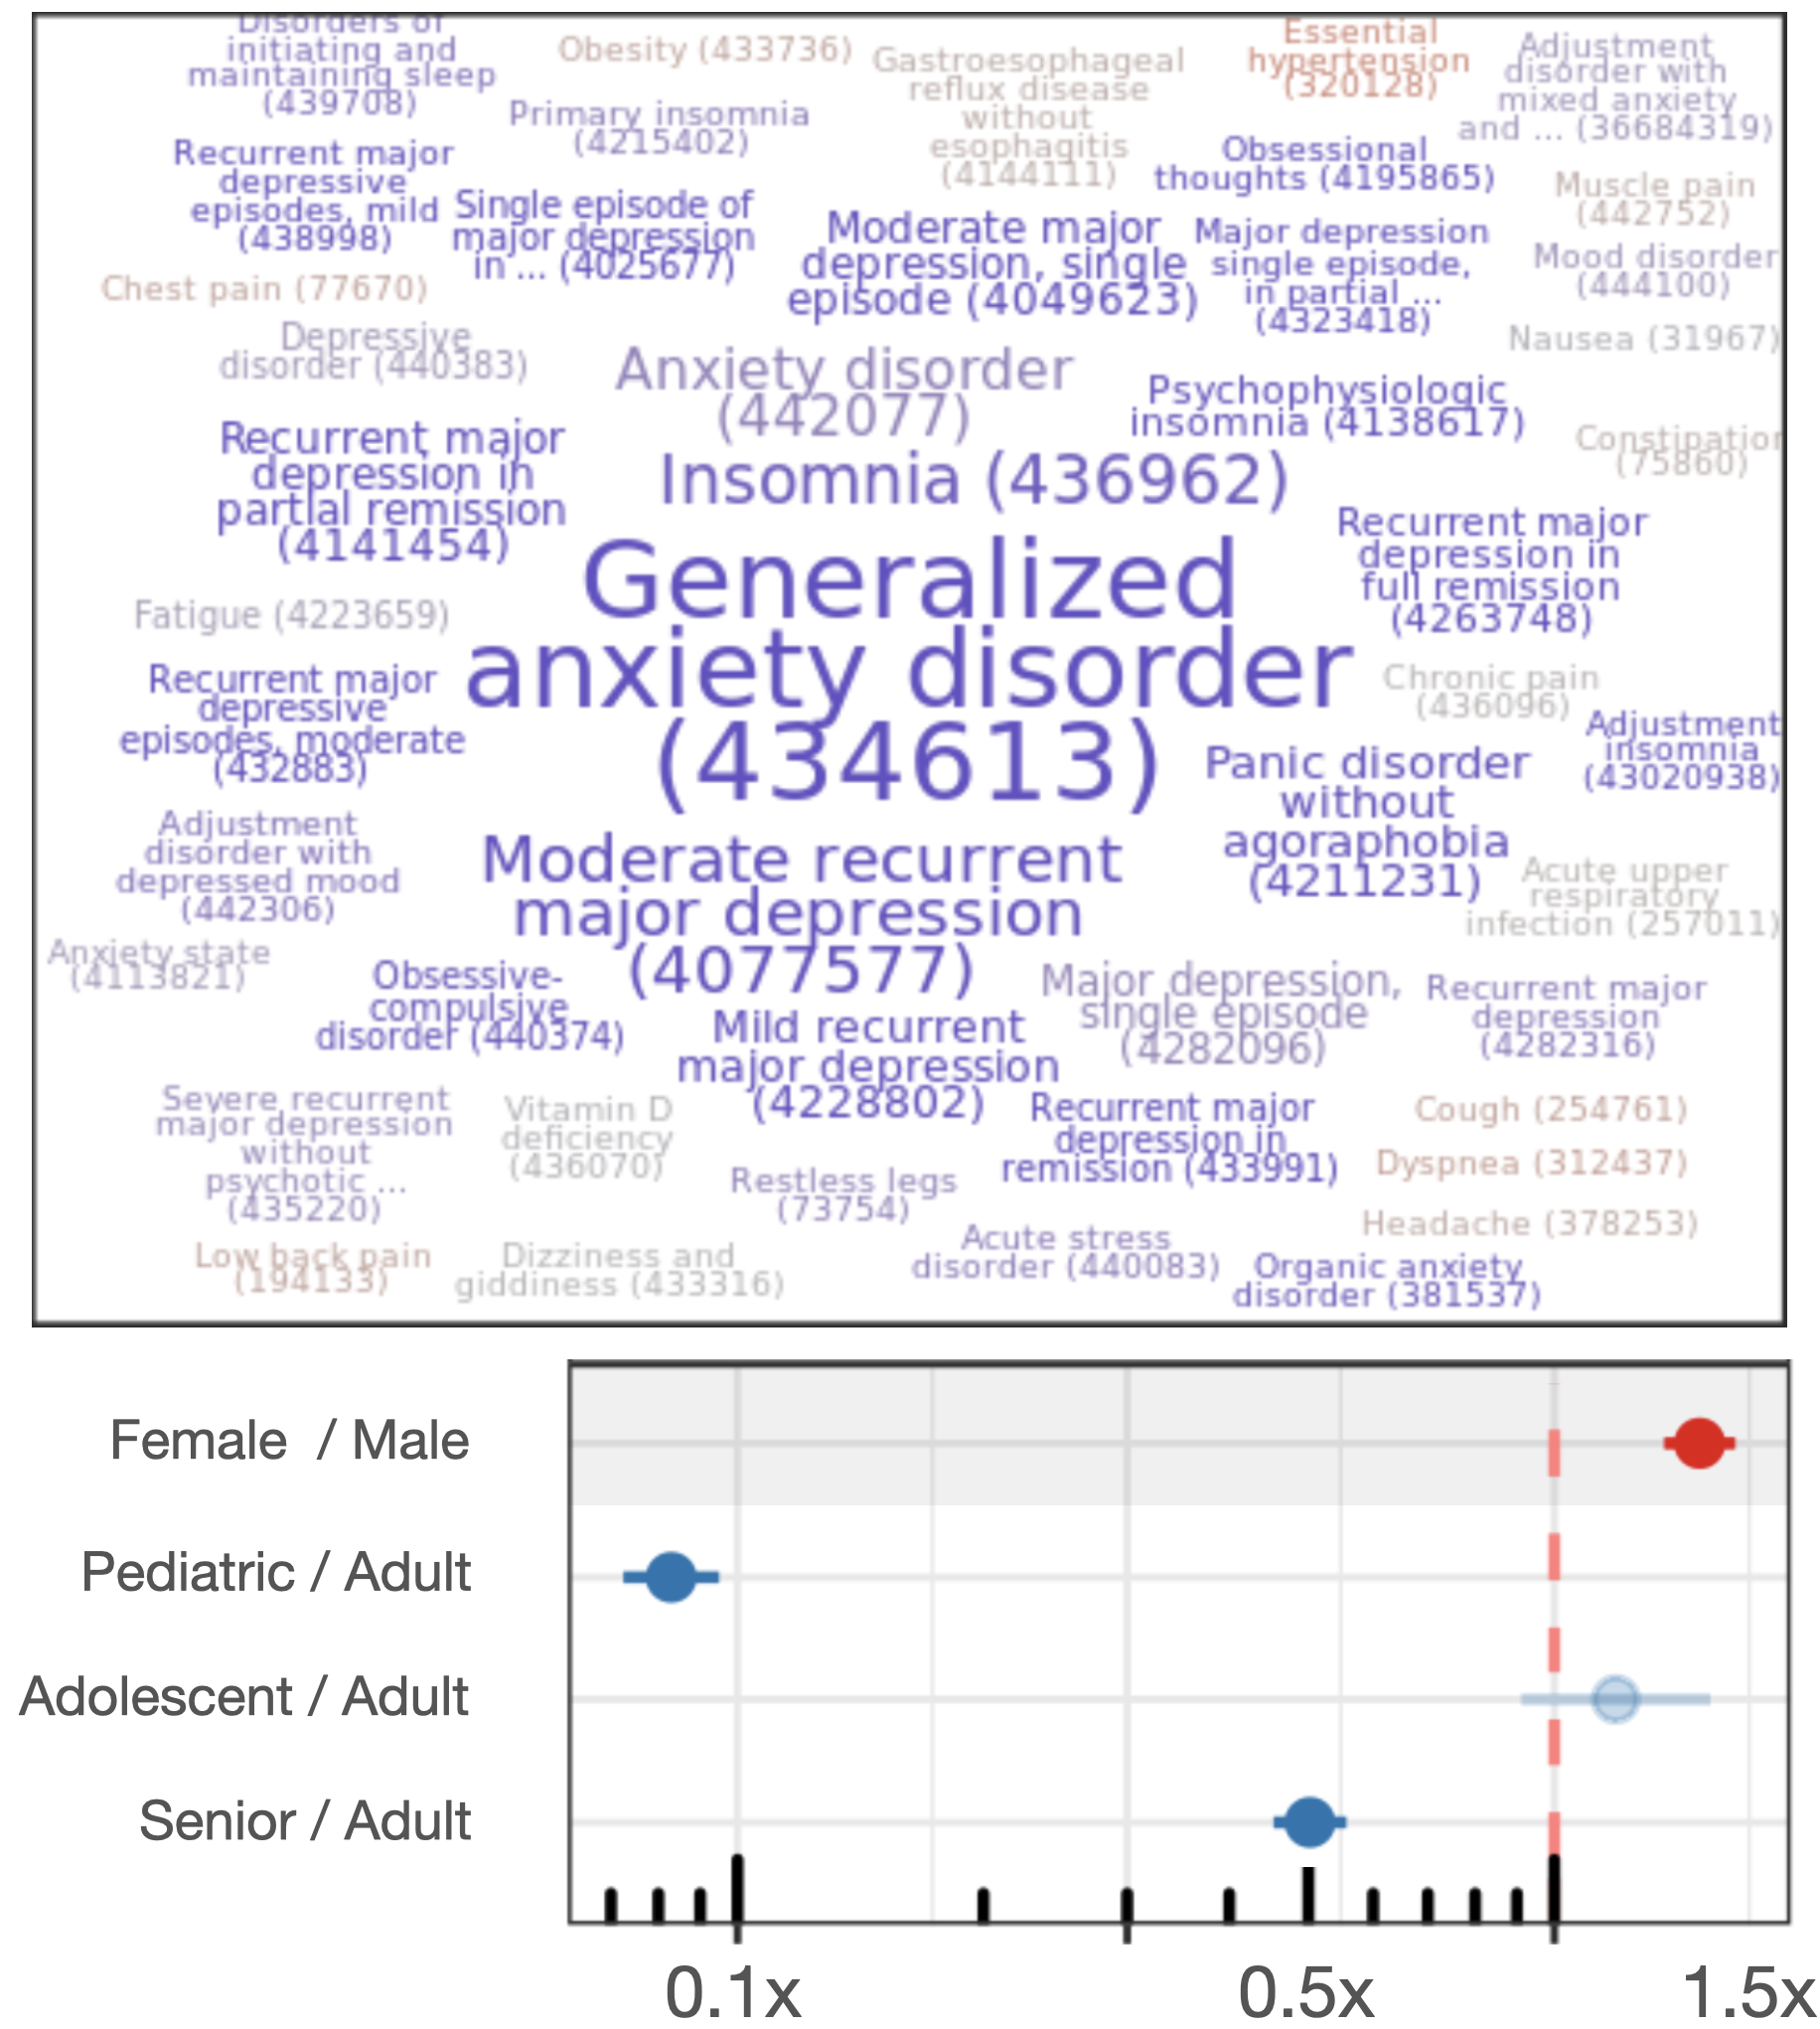 Disorders of
initiating and
maintaining sleep
(439708)
Obesity (433736)
Primary insomnia
(4215402)
Gastroesophageal
reflux disease
without
esophagitis
(4144111)
Essential
hypertension
(320128)
Adjustment
disorder with
mixed anxiety
and ... (36684319)
Recurrent major
depressive
episodes, mild
(438998)
Single episode of
major depression
in ... (4025677)
Moderate major
depression, single
episode (4049623)
Obsessional
thoughts (4195865)
Major depression
single episode,
in partial ...
(4323418)
Muscle pain
(442752)
Mood disorder
(444100)
Chest pain (77670)
Depressive
disorder (440383)
Anxiety disorder
(442077)
Psychophysiologic
insomnia (4138617)
Nausea (31967)
Constipation
(75860)
Recurrent major
depression in
partial remission
(4141454)
Insomnia (436962)
Generalized
anxiety disorder
(434613)
Recurrent major
depression in
full remission
(4263748)
Fatigue (4223659)
Recurrent major
depressive
episodes, moderate
(432883)
Chronic pain
(436096)
Adjustment
insomnia
(43020938)
Panic disorder
without
agoraphobia
(4211231)
Adjustment
disorder with
depressed mood
(442306)
Moderate recurrent
major depression
(4077577)
Acute upper
respiratory
infection (257011)
Anxiety state
(4113821)
Obsessive-
compulsive
disorder (440374)
Mild recurrent
major depression
(4228802)
Major depression,
single episode
(4282096)
Recurrent major
depression
(4282316)
Severe recurrent
major depression
without
psychotic ...
(435220)
Vitamin D
deficiency
(436070)
Restless legs
(73754)
Recurrent major
depression in
remission (433991)
Cough (254761)
Dyspnea (312437)
Headache (378253)
Low back pain
(194133)
Dizziness and
giddiness (433316)
Acute stress
disorder (440083)
Organic anxiety
disorder (381537)
Female / Male
Pediatric / Adult
Adolescent / Adult
Senior / Adult
0.1x 0.5x 1.5x